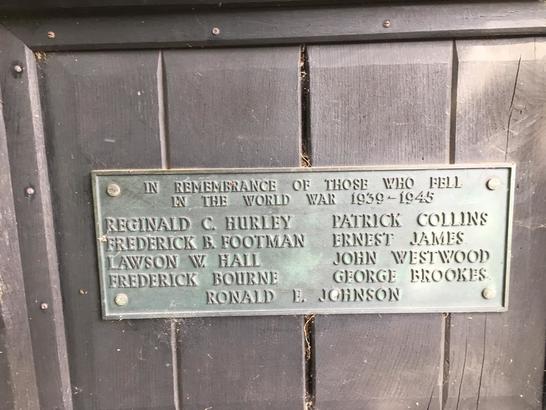 IN REMEMBRANCE OF THOSE WHO FELL
IN THE WORLD WAR 1939-1945
REGINALD C. HURLEY PATRICK COLLINS
FREDERICK B. FOOTMAN ERNEST JAMES
LAWSON W. HALL JOHN WESTWOOD
FREDERICK BOURNE GEORGE BROOKES
RONALD E. JOHNSON